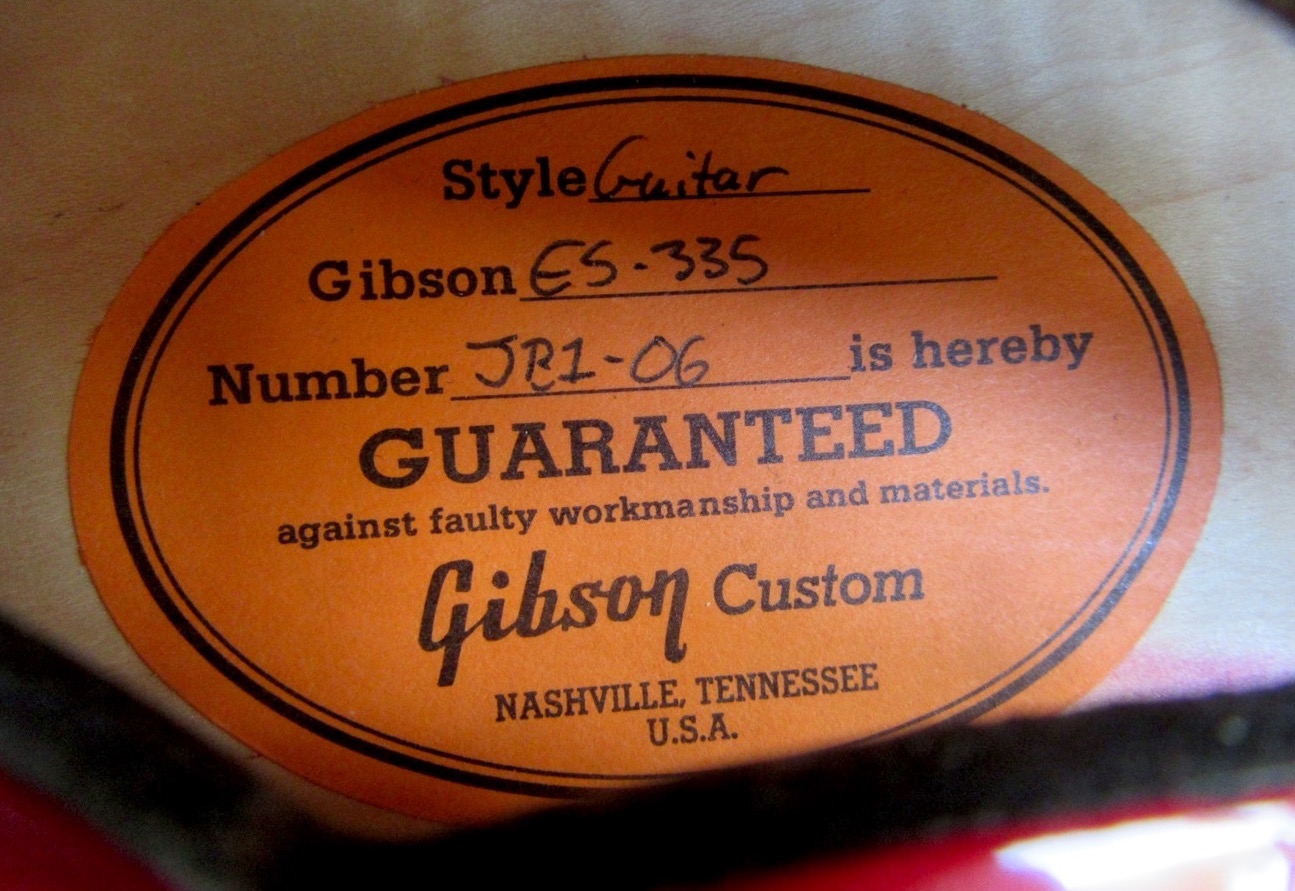 Style Guitar
Gibson ES-335
Number JB1-06 is hereby
GUARANTEED
against faulty workmanship and materials.
Gibson Custom
NASHVILLE, TENNESSEE
U.S.A.